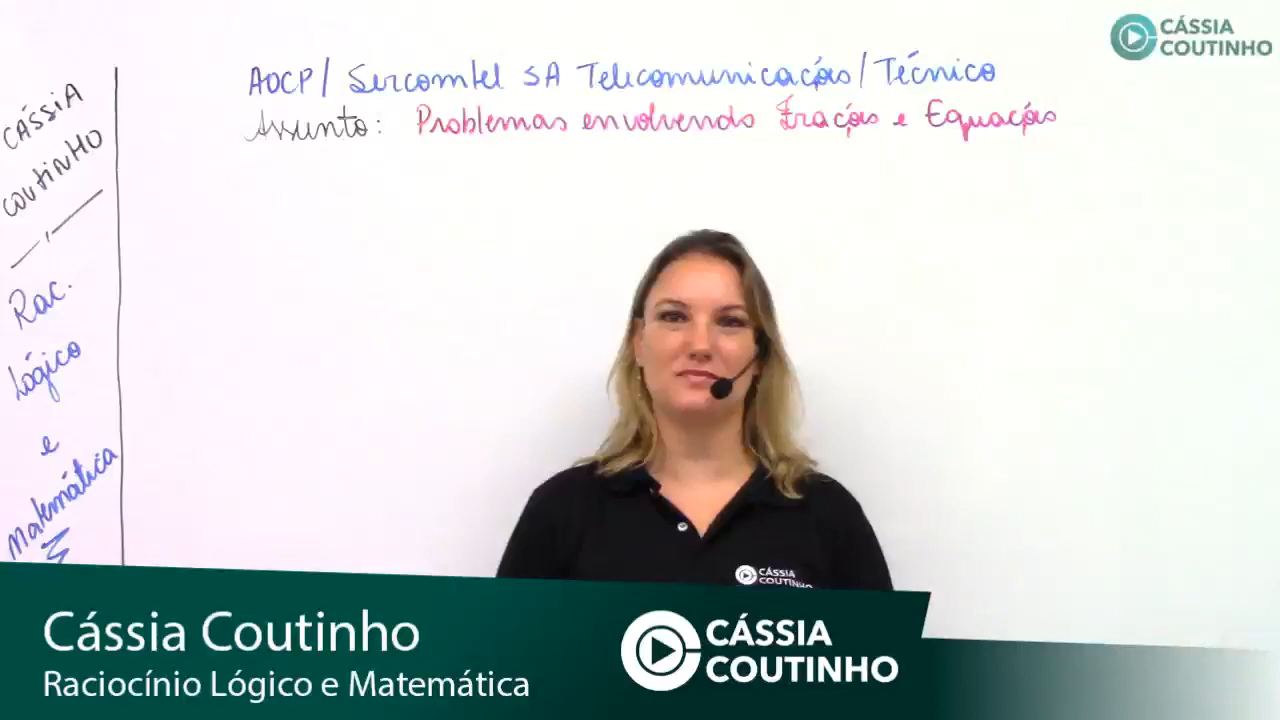 CÁSSIA
COUTINHO
AOCP/ Sercomtel SA Telecomunicações/Técnico
Assunto: Problemas envolvendo Frações e Equações
CÁSSIA
COUTINHO
Rac.
Lógico
e
Matemática
CÁSSIA
COUTINHO
Cássia Coutinho
Raciocínio Lógico e Matemática
CÁSSIA
COUTINHO